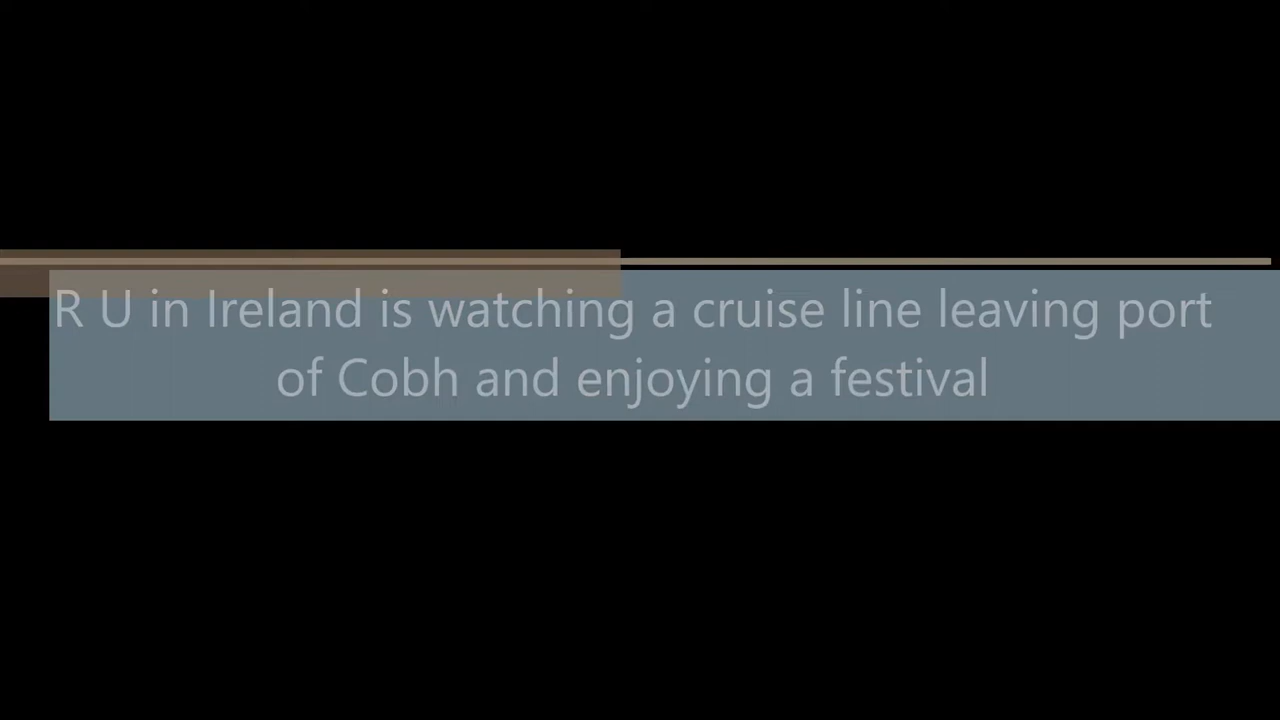 R U in Ireland is watching a cruise line leaving port
of Cobh and enjoying a festival